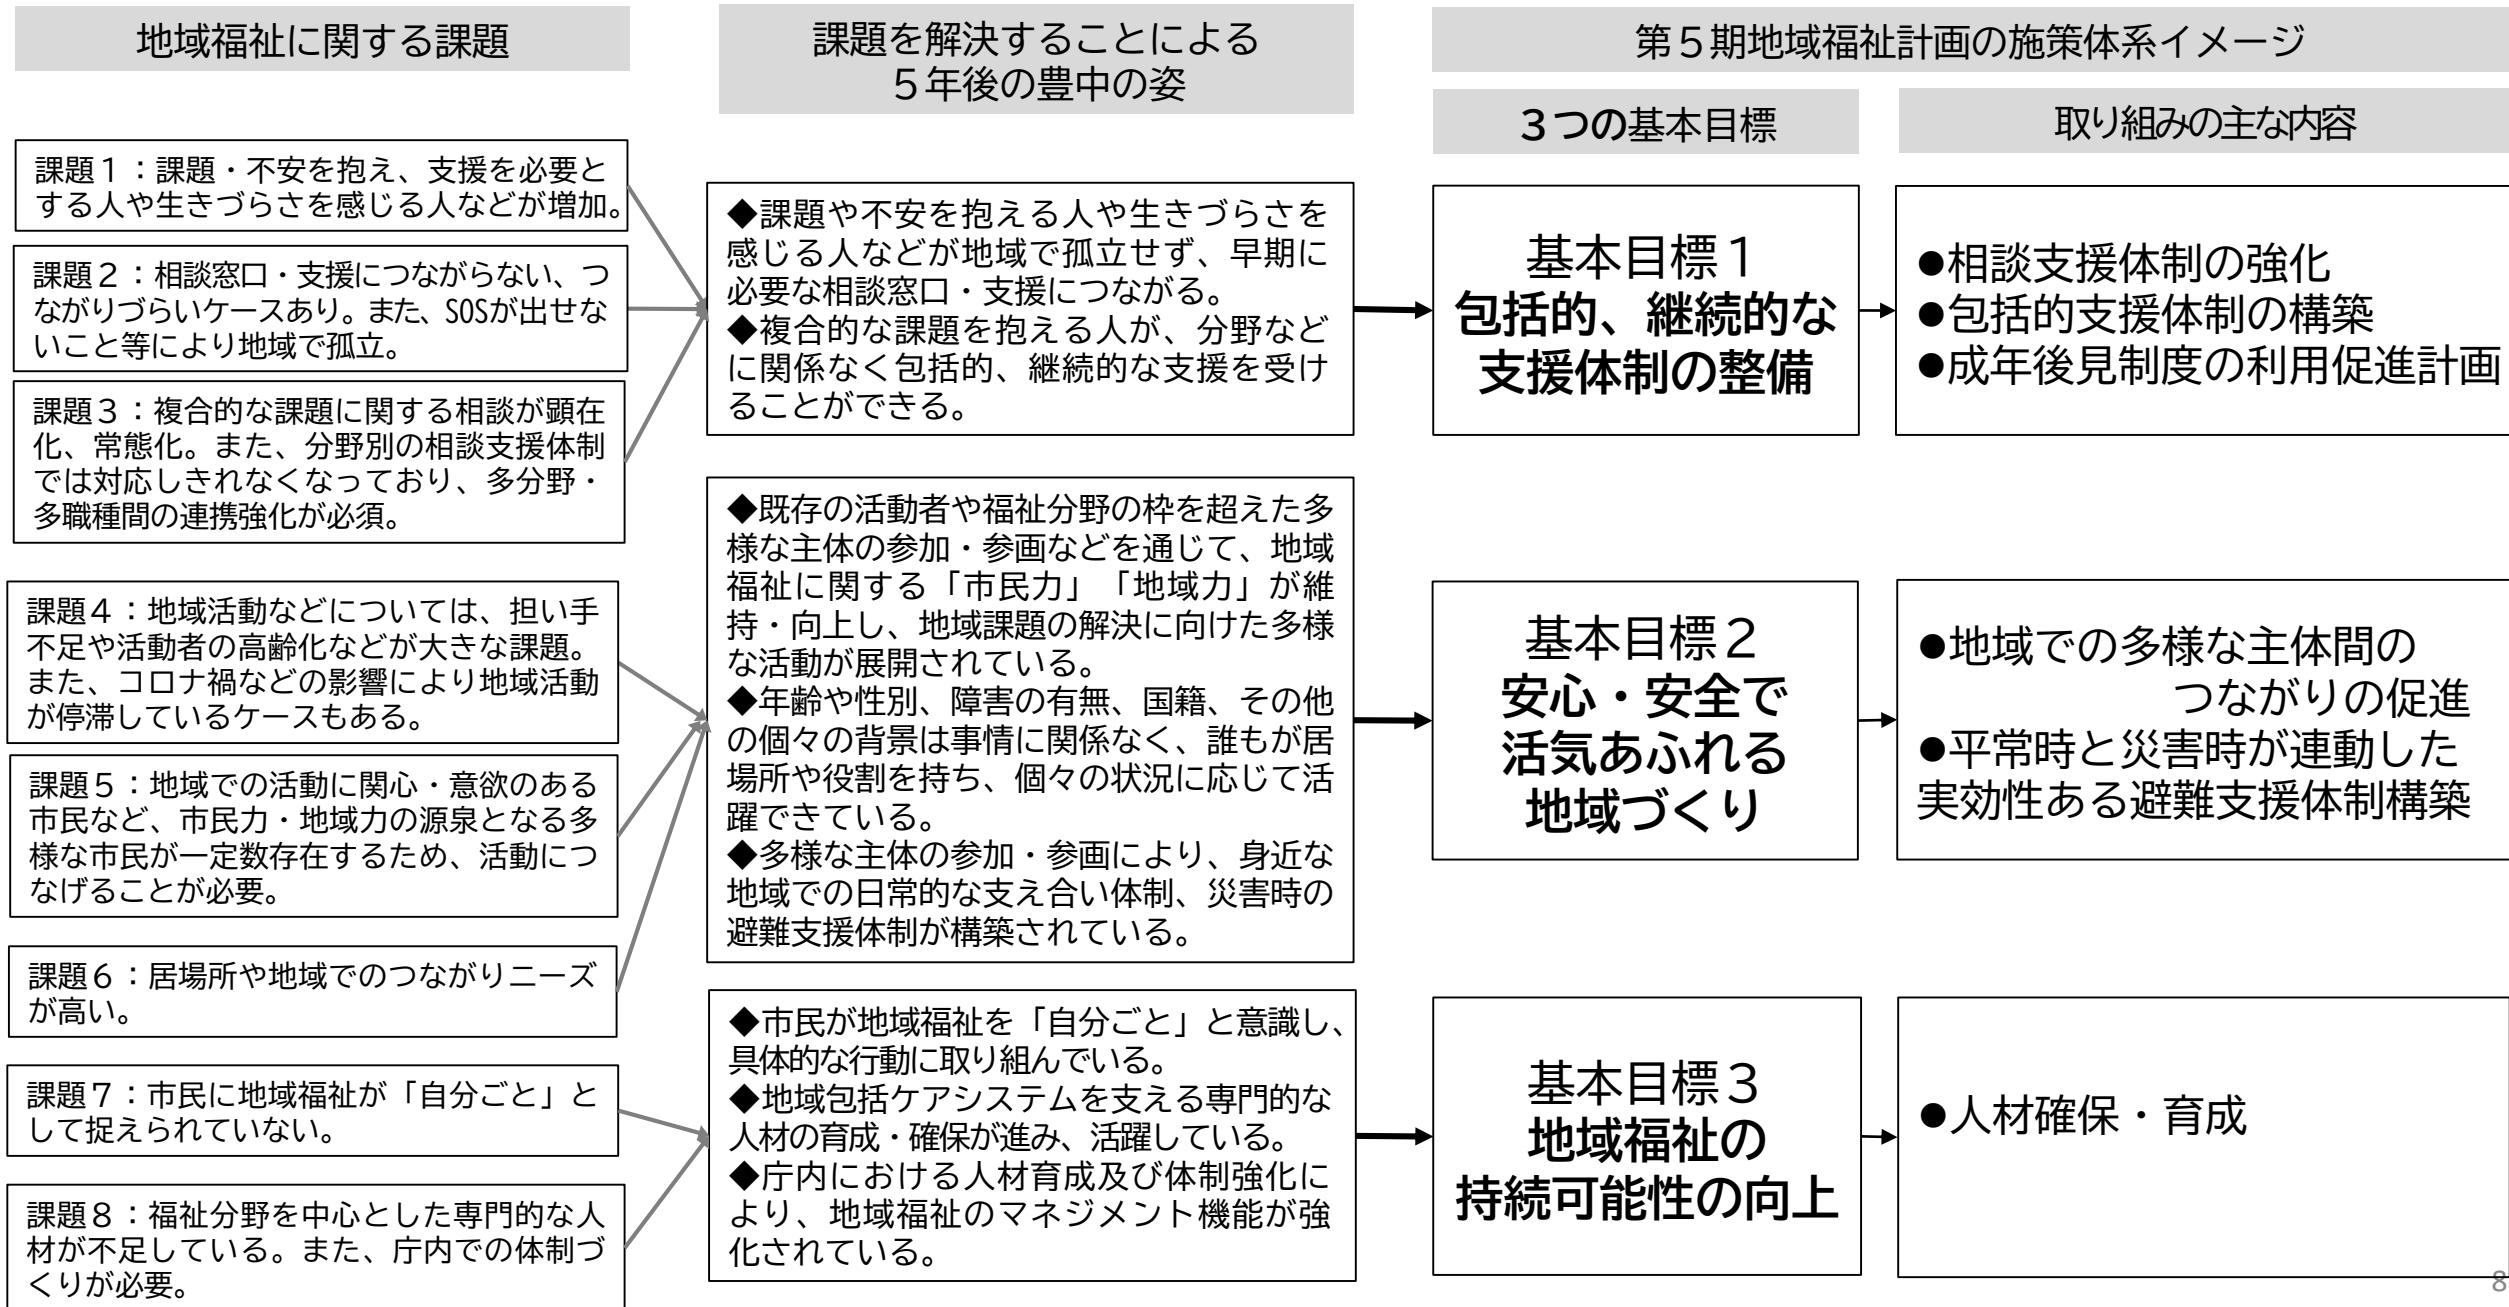 地域福祉に関する課題
課題を解決することによる
５年後の豊中の姿
第５期地域福祉計画の施策体系イメージ
３つの基本目標
取り組みの主な内容
課題１：課題・不安を抱え、支援を必要と
する人や生きづらさを感じる人などが増加。
課題２：相談窓口・支援につながらない、つ
ながりづらいケースあり。また、SOSが出せな
いこと等により地域で孤立。
課題３：複合的な課題に関する相談が顕在
化、常態化。また、分野別の相談支援体制
では対応しきれなくなっており、多分野・
多職種間の連携強化が必須。
◆課題や不安を抱える人や生きづらさを
感じる人などが地域で孤立せず、早期に
必要な相談窓口・支援につながる。
◆複合的な課題を抱える人が、分野など
に関係なく包括的、継続的な支援を受け
ることができる。
基本目標１
包括的、継続的な
支援体制の整備
●相談支援体制の強化
●包括的支援体制の構築
●成年後見制度の利用促進計画
課題４：地域活動などについては、担い手
不足や活動者の高齢化などが大きな課題。
また、コロナ禍などの影響により地域活動
が停滞しているケースもある。
課題５：地域での活動に関心・意欲のある
市民など、市民力・地域力の源泉となる多
様な市民が一定数存在するため、活動につ
なげることが必要。
課題６：居場所や地域でのつながりニーズ
が高い。
◆既存の活動者や福祉分野の枠を超えた多
様な主体の参加・参画などを通じて、地域
福祉に関する「市民力」「地域力」が維
持・向上し、地域課題の解決に向けた多様
な活動が展開されている。
◆年齢や性別、障害の有無、国籍、その他
の個々の背景は事情に関係なく、誰もが居
場所や役割を持ち、個々の状況に応じて活
躍できている。
◆多様な主体の参加・参画により、身近な
地域での日常的な支え合い体制、災害時の
避難支援体制が構築されている。
基本目標２
安心・安全で
活気あふれる
地域づくり
●地域での多様な主体間の
つながりの促進
●平常時と災害時が連動した
実効性ある避難支援体制構築
課題７：市民に地域福祉が「自分ごと」と
して捉えられていない。
課題８：福祉分野を中心とした専門的な人
材が不足している。また、庁内での体制づ
くりが必要。
◆市民が地域福祉を「自分ごと」と意識し、
具体的な行動に取り組んでいる。
◆地域包括ケアシステムを支える専門的な
人材の育成・確保が進み、活躍している。
◆庁内における人材育成及び体制強化に
より、地域福祉のマネジメント機能が強
化されている。
基本目標３
地域福祉の
持続可能性の向上
●人材確保・育成
8